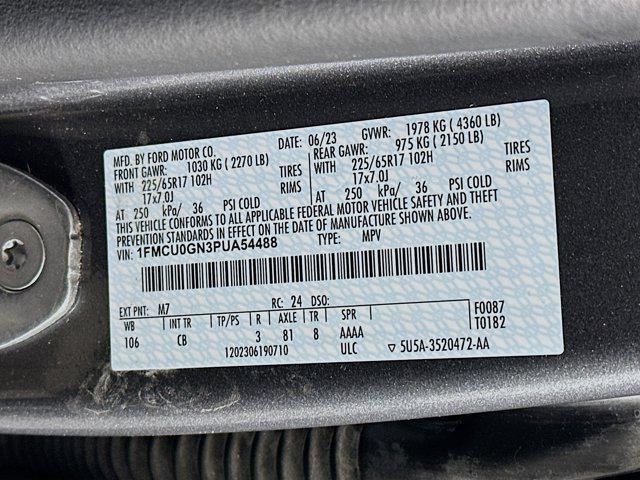 MFD. BY FORD MOTOR CO.
DATE: 06/23 GVWR: 1978 KG ( 4360 LB)
FRONT GAWR: 1030 KG ( 2270 LB)
REAR GAWR: 975 KG ( 2150 LB)
WITH 225/65R17 102H TIRES
WITH 225/65R17 102H TIRES
17x7.0J RIMS
17x7.0J RIMS
AT 250 kPa/ 36 PSI COLD
AT 250 kPa/ 36 PSI COLD
THIS VEHICLE CONFORMS TO ALL APPLICABLE FEDERAL MOTOR VEHICLE SAFETY AND THEFT
PREVENTION STANDARDS IN EFFECT ON THE DATE OF MANUFACTURE SHOWN ABOVE.
VIN: 1FMCU0GN3PUA54488 TYPE: MPV
EXT PNT: M7 RC: 24 DSO: F0087
WB INT TR TP/PS R AXLE TR SPR T0182
106 CB 3 81 8 AAAA
1202306190710 ULC ▽ 5U5A-3520472-AA